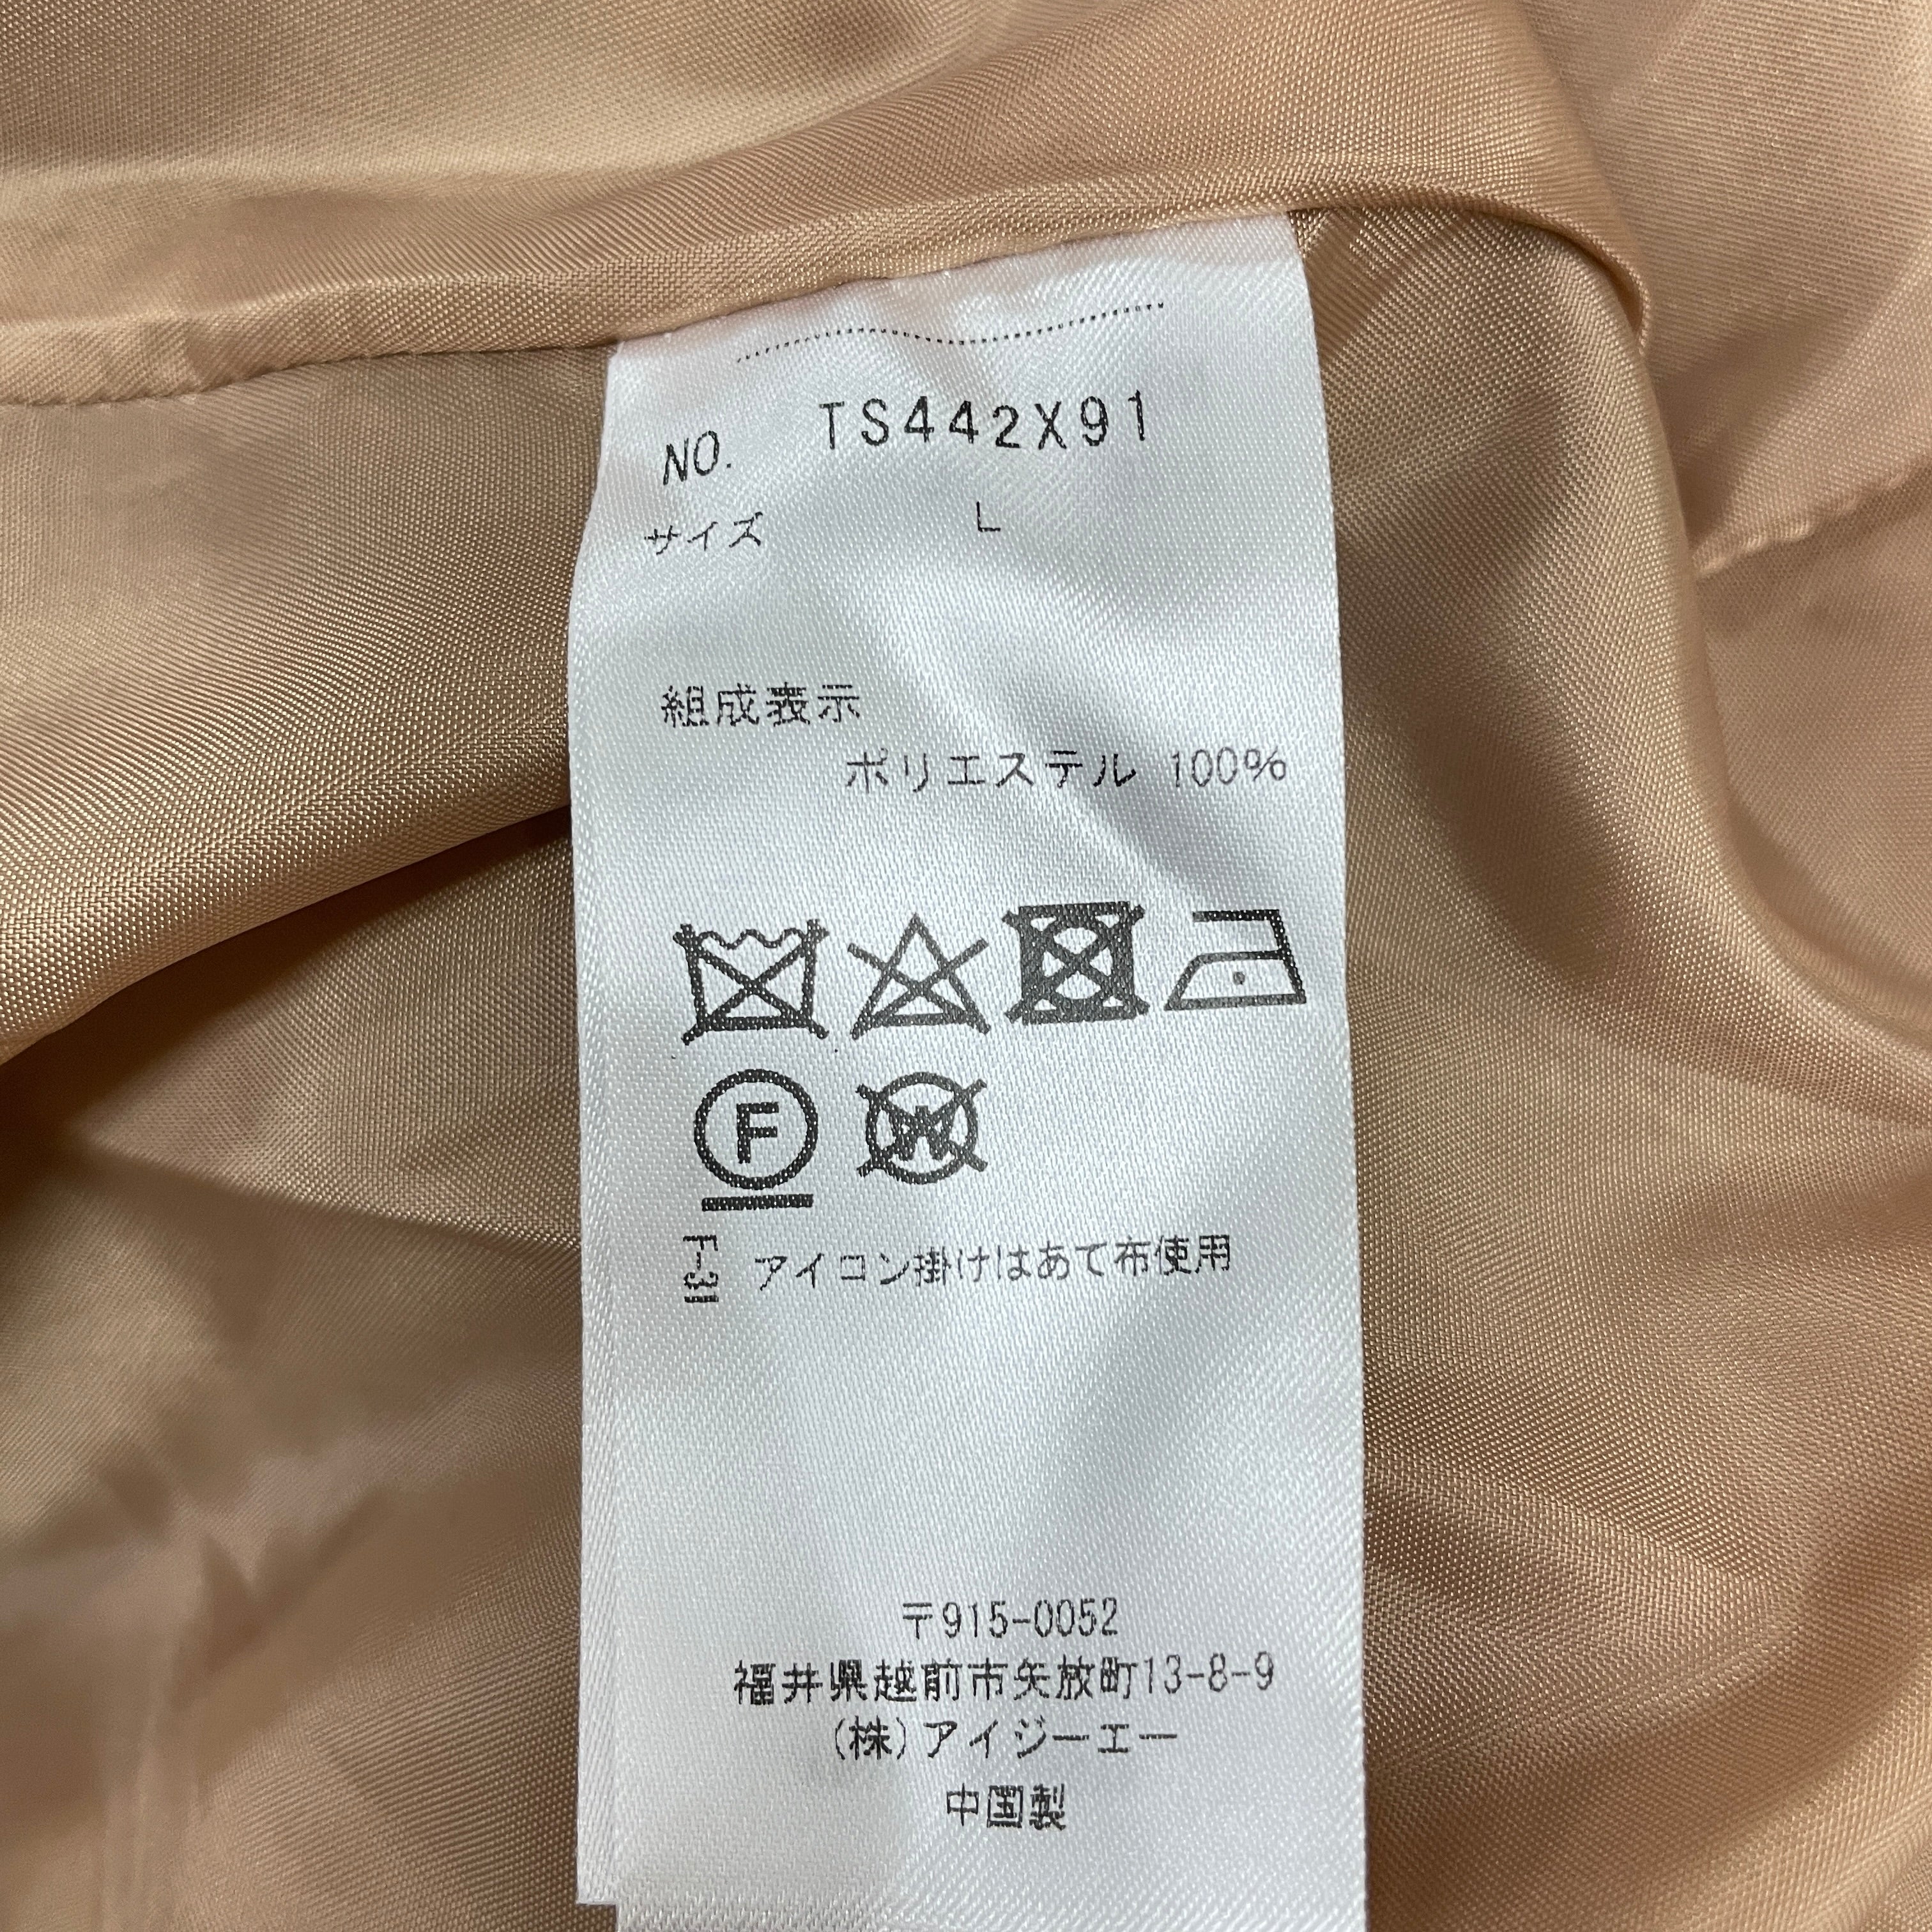 NO. TS442X91
サイズ L
組成表示
ポリエステル 100%
F
W
F-31 アイコン掛けはあて布使用
〒915-0052
福井県越前市矢放町13-8-9
(株)アイジーエー
中国製